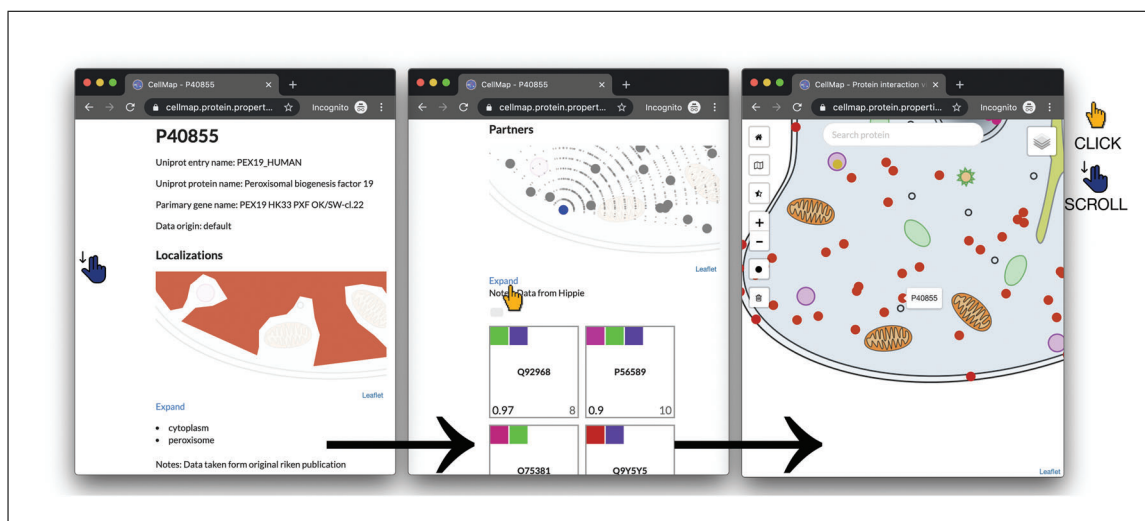 CellMap - P40855
cellmap.protein.propert...
Incognito
P40855
Uniprot entry name: PEX19_HUMAN
Uniprot protein name: Peroxisomal biogenesis factor 19
Parimary gene name: PEX19 HK33 PXF OK/SW-cl.22
Data origin: default
Localizations
Leaflet
Expand
cytoplasm
peroxisome
Notes: Data taken form original riken publication
CellMap - P40855
cellmap.protein.propert...
Incognito
Partners
Leaflet
Expand
Data from Hippie
Q92968
0.97 8
P56589
0.9 10
O75381
Q9Y5Y5
CellMap - Protein interaction
cellmap.protein.properti...
Incognito
Search protein
P40855
Leaflet
CLICK
SCROLL